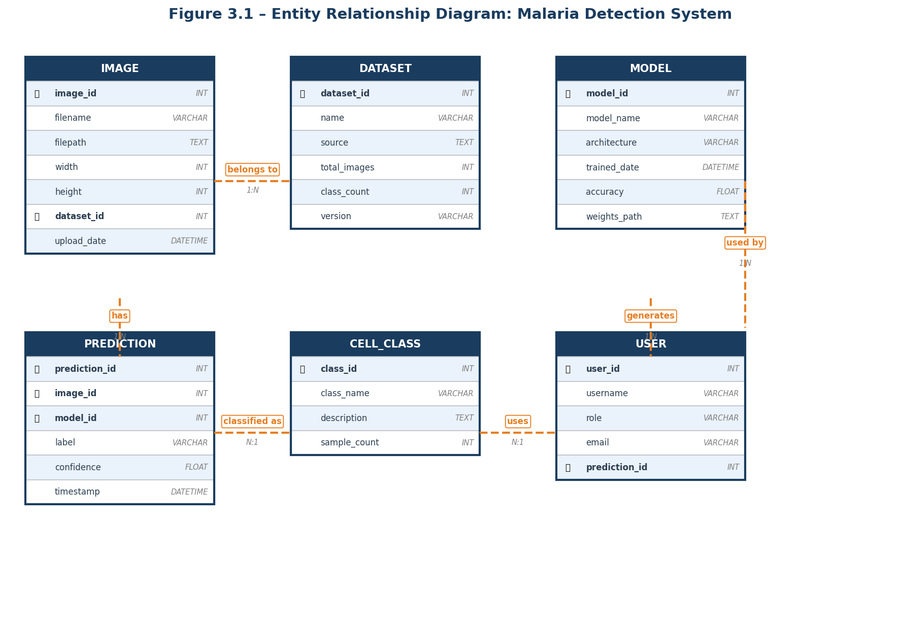 Figure 3.1 – Entity Relationship Diagram: Malaria Detection System
IMAGE
image_id INT
filename VARCHAR
filepath TEXT
width INT
height INT
dataset_id INT
upload_date DATETIME
belongs to
1:N
DATASET
dataset_id INT
name VARCHAR
source TEXT
total_images INT
class_count INT
version VARCHAR
MODEL
model_id INT
model_name VARCHAR
architecture VARCHAR
trained_date DATETIME
accuracy FLOAT
weights_path TEXT
used by
1:N
has
generates
PREDICTION
prediction_id INT
image_id INT
model_id INT
label VARCHAR
confidence FLOAT
timestamp DATETIME
classified as
N:1
CELL_CLASS
class_id INT
class_name VARCHAR
description TEXT
sample_count INT
uses
N:1
USER
user_id INT
username VARCHAR
role VARCHAR
email VARCHAR
prediction_id INT